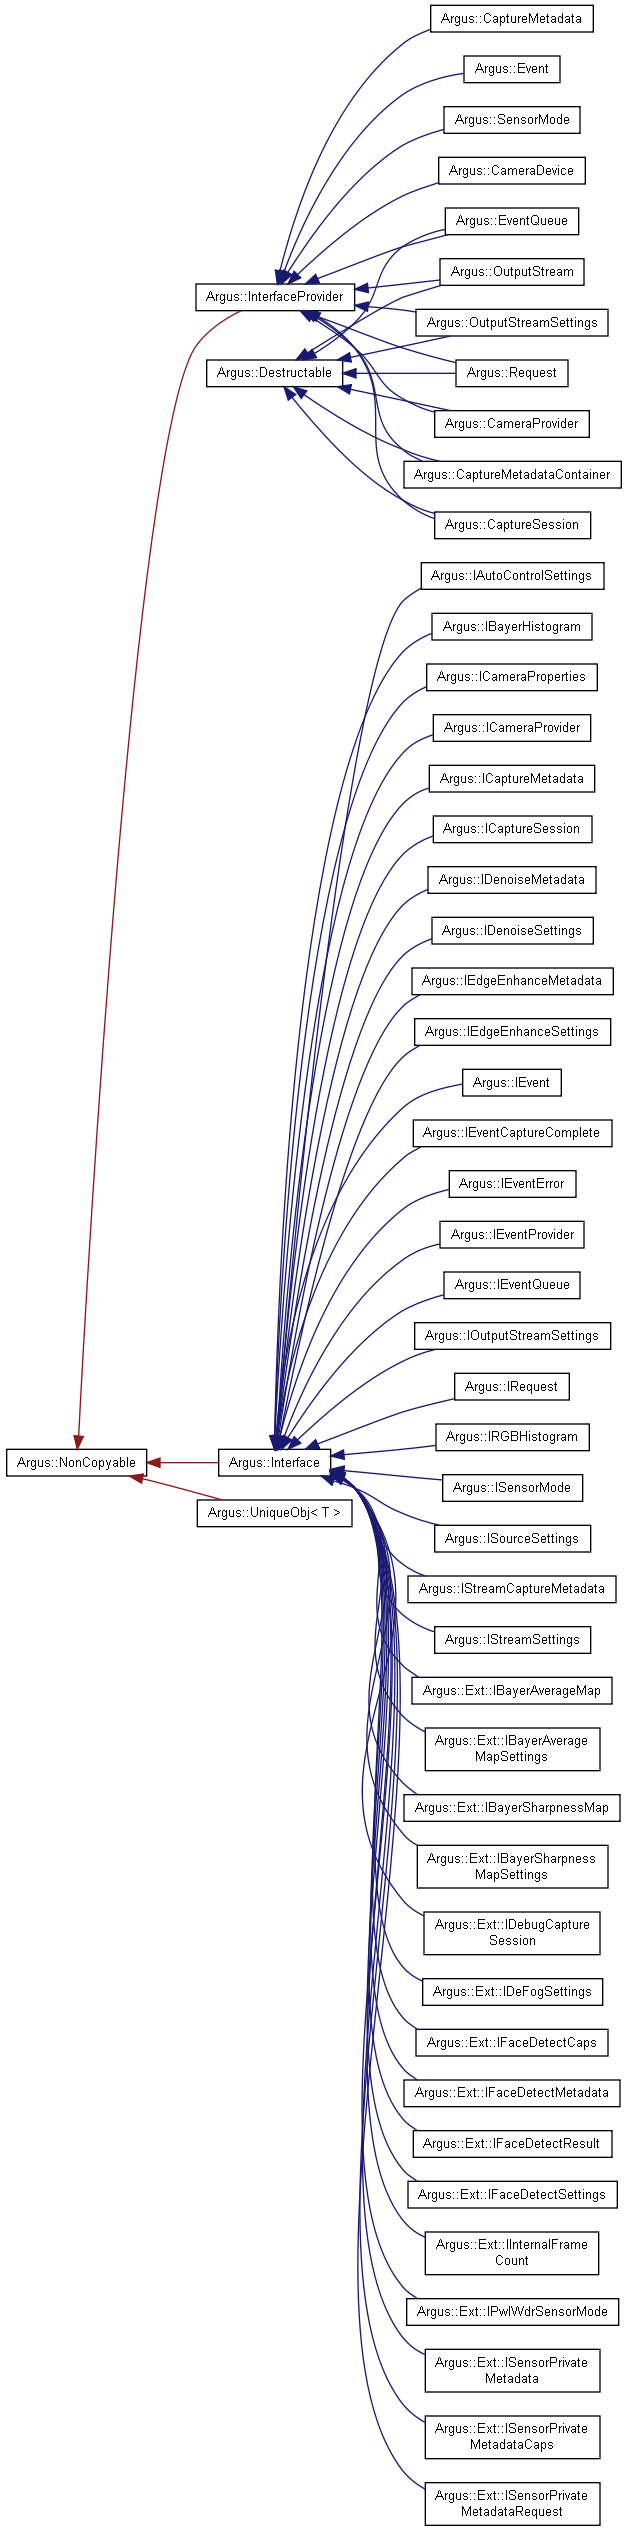 Argus::CaptureMetadata
Argus::Event
Argus::SensorMode
Argus::CameraDevice
Argus::EventQueue
Argus::OutputStream
Argus::InterfaceProvider
Argus::OutputStreamSettings
Argus::Destructable
Argus::Request
Argus::CameraProvider
Argus::CaptureMetadataContainer
Argus::CaptureSession
Argus::IAutoControlSettings
Argus::IBayerHistogram
Argus::ICameraProperties
Argus::ICameraProvider
Argus::ICaptureMetadata
Argus::ICaptureSession
Argus::IDenoiseMetadata
Argus::IDenoiseSettings
Argus::IEdgeEnhanceMetadata
Argus::IEdgeEnhanceSettings
Argus::IEvent
Argus::IEventCaptureComplete
Argus::IEventError
Argus::IEventProvider
Argus::IEventQueue
Argus::IOutputStreamSettings
Argus::IRequest
Argus::IRGBHistogram
Argus::NonCopyable
Argus::Interface
Argus::ISensorMode
Argus::UniqueObj< T >
Argus::ISourceSettings
Argus::IStreamCaptureMetadata
Argus::IStreamSettings
Argus::Ext::IBayerAverageMap
Argus::Ext::IBayerAverage
MapSettings
Argus::Ext::IBayerSharpnessMap
Argus::Ext::IBayerSharpness
MapSettings
Argus::Ext::IDebugCapture
Session
Argus::Ext::IDeFogSettings
Argus::Ext::IFaceDetectCaps
Argus::Ext::IFaceDetectMetadata
Argus::Ext::IFaceDetectResult
Argus::Ext::IFaceDetectSettings
Argus::Ext::IInternalFrame
Count
Argus::Ext::IPwlWdrSensorMode
Argus::Ext::ISensorPrivate
Metadata
Argus::Ext::ISensorPrivate
MetadataCaps
Argus::Ext::ISensorPrivate
MetadataRequest